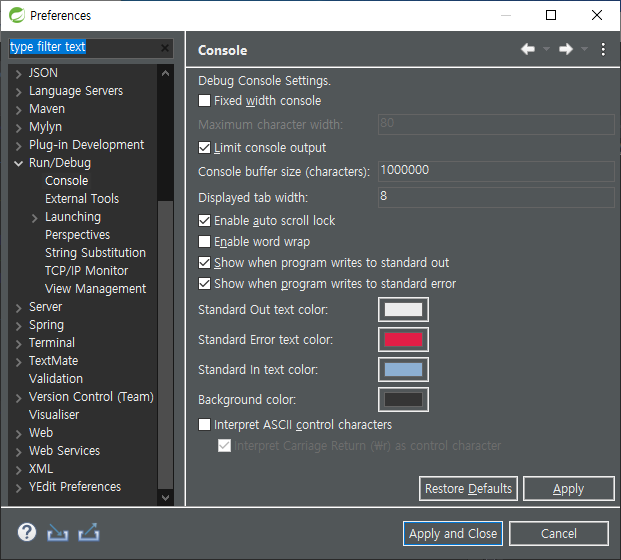 Preferences
type filter text
JSON
Language Servers
Maven
Mylyn
Plug-in Development
Run/Debug
Console
External Tools
Launching
Perspectives
String Substitution
TCP/IP Monitor
View Management
Server
Spring
Terminal
TextMate
Validation
Version Control (Team)
Visualiser
Web
Web Services
XML
YEdit Preferences
Console
Debug Console Settings.
Fixed width console
Maximum character width: 80
Limit console output
Console buffer size (characters): 1000000
Displayed tab width: 8
Enable auto scroll lock
Enable word wrap
Show when program writes to standard out
Show when program writes to standard error
Standard Out text color:
Standard Error text color:
Standard In text color:
Background color:
Interpret ASCII control characters
Interpret Carriage Return (₩r) as control character
Restore Defaults Apply
Apply and Close Cancel